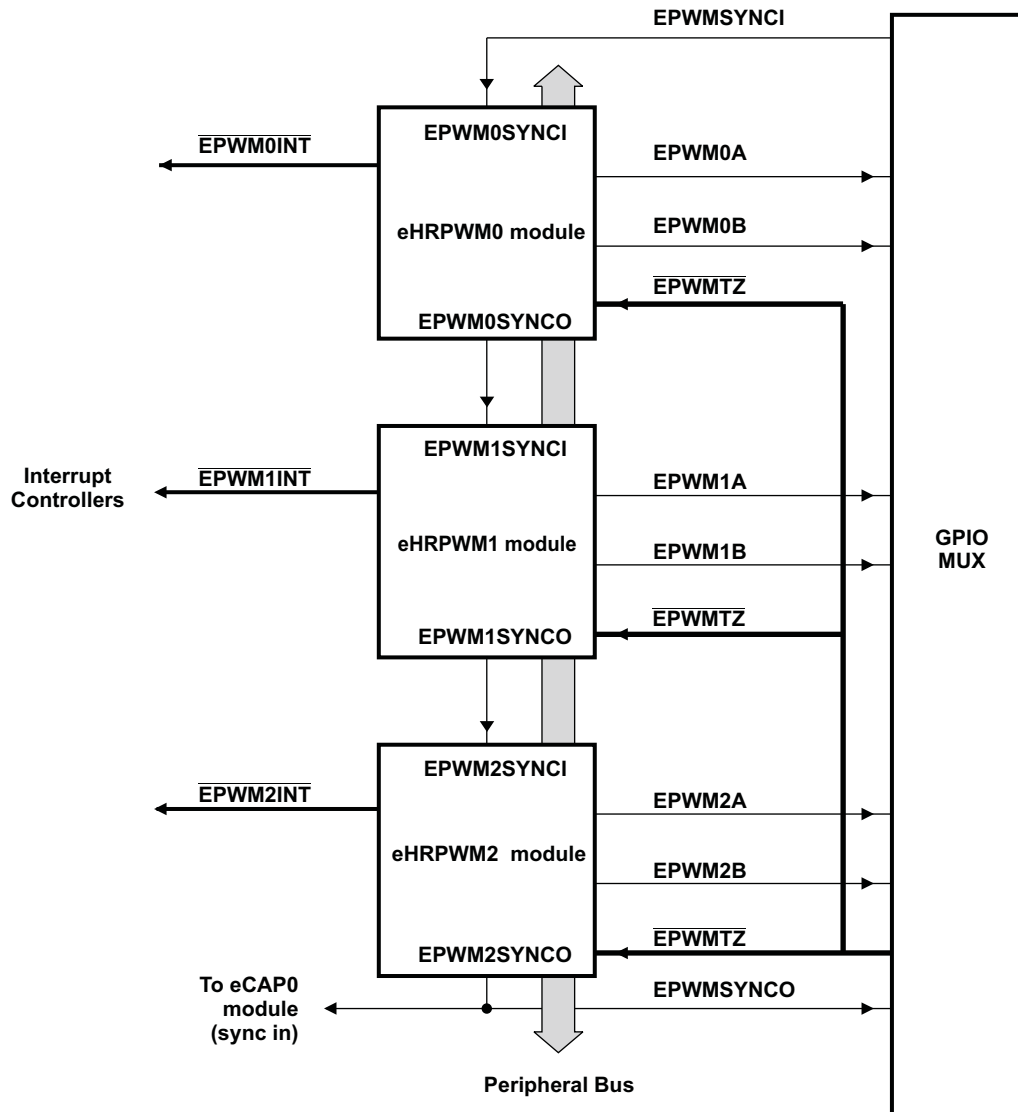 EPWMSYNCI
EPWM0SYNCI
EPWM0INT
EPWM0A
eHRPWM0 module
EPWM0B
EPWMTZ
EPWM0SYNCO
EPWM1SYNCI
Interrupt
Controllers
EPWM1INT
EPWM1A
eHRPWM1 module
EPWM1B
GPIO
MUX
EPWMTZ
EPWM1SYNCO
EPWM2SYNCI
EPWM2INT
EPWM2A
eHRPWM2 module
EPWM2B
EPWMTZ
EPWM2SYNCO
To eCAP0
module
(sync in)
EPWMSYNCO
Peripheral Bus